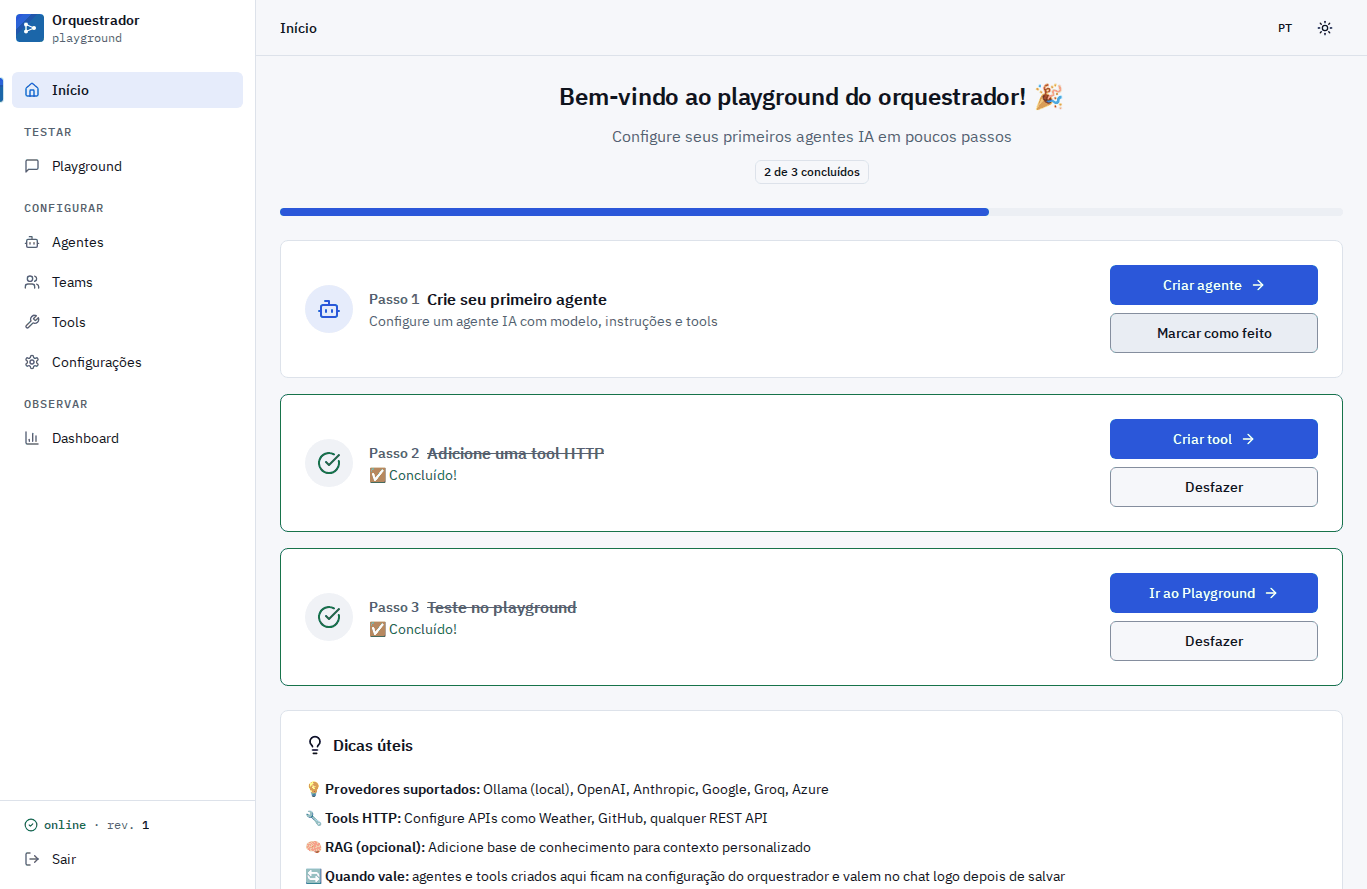 Orquestrador
playground
Início
TESTAR
Playground
CONFIGURAR
Agentes
Teams
Tools
Configurações
OBSERVAR
Dashboard
online · rev. 1
Sair
Início
PT
Bem-vindo ao playground do orquestrador! 🎉
Configure seus primeiros agentes IA em poucos passos
2 de 3 concluídos
Passo 1 Crie seu primeiro agente
Configure um agente IA com modelo, instruções e tools
Criar agente →
Marcar como feito
Passo 2 Adicione uma tool HTTP
☑️ Concluído!
Criar tool →
Desfazer
Passo 3 Teste no playground
☑️ Concluído!
Ir ao Playground →
Desfazer
Dicas úteis
💡 Provedores suportados: Ollama (local), OpenAI, Anthropic, Google, Groq, Azure
🔧 Tools HTTP: Configure APIs como Weather, GitHub, qualquer REST API
🧠 RAG (opcional): Adicione base de conhecimento para contexto personalizado
🔄 Quando vale: agentes e tools criados aqui ficam na configuração do orquestrador e valem no chat logo depois de salvar